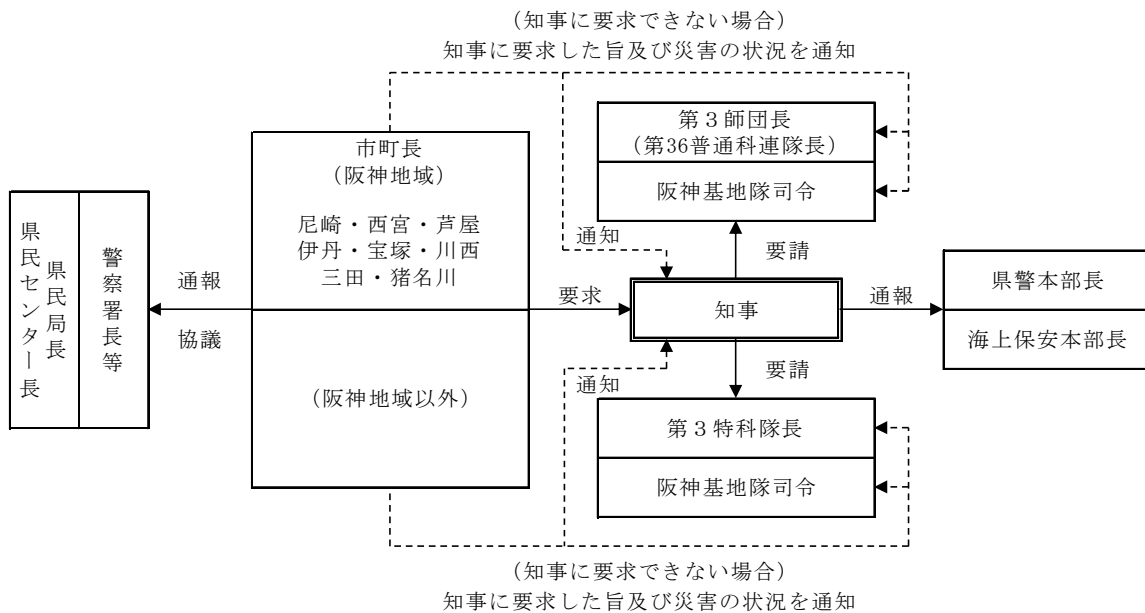 （知事に要求できない場合）
知事に要求した旨及び災害の状況を通知
第３師団長
（第36普通科連隊長）
阪神基地隊司令
市町長
（阪神地域）
尼崎・西宮・芦屋
伊丹・宝塚・川西
三田・猪名川
（阪神地域以外）
県民局長
県民センター長
警察署長等
通報
協議
要求
通知
要請
知事
通報
県警本部長
海上保安本部長
通知
要請
第３特科隊長
阪神基地隊司令
（知事に要求できない場合）
知事に要求した旨及び災害の状況を通知